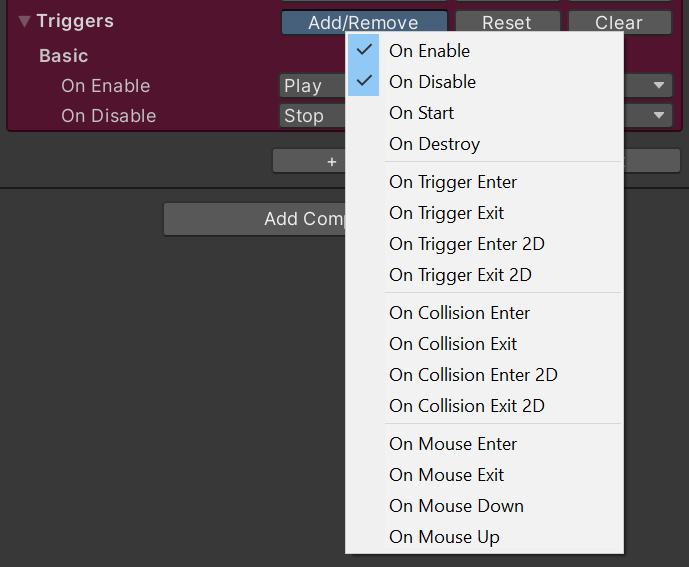 Triggers Add/Remove Reset Clear
Basic
On Enable Play
On Disable Stop
+
Add Comp
On Enable
On Disable
On Start
On Destroy
On Trigger Enter
On Trigger Exit
On Trigger Enter 2D
On Trigger Exit 2D
On Collision Enter
On Collision Exit
On Collision Enter 2D
On Collision Exit 2D
On Mouse Enter
On Mouse Exit
On Mouse Down
On Mouse Up